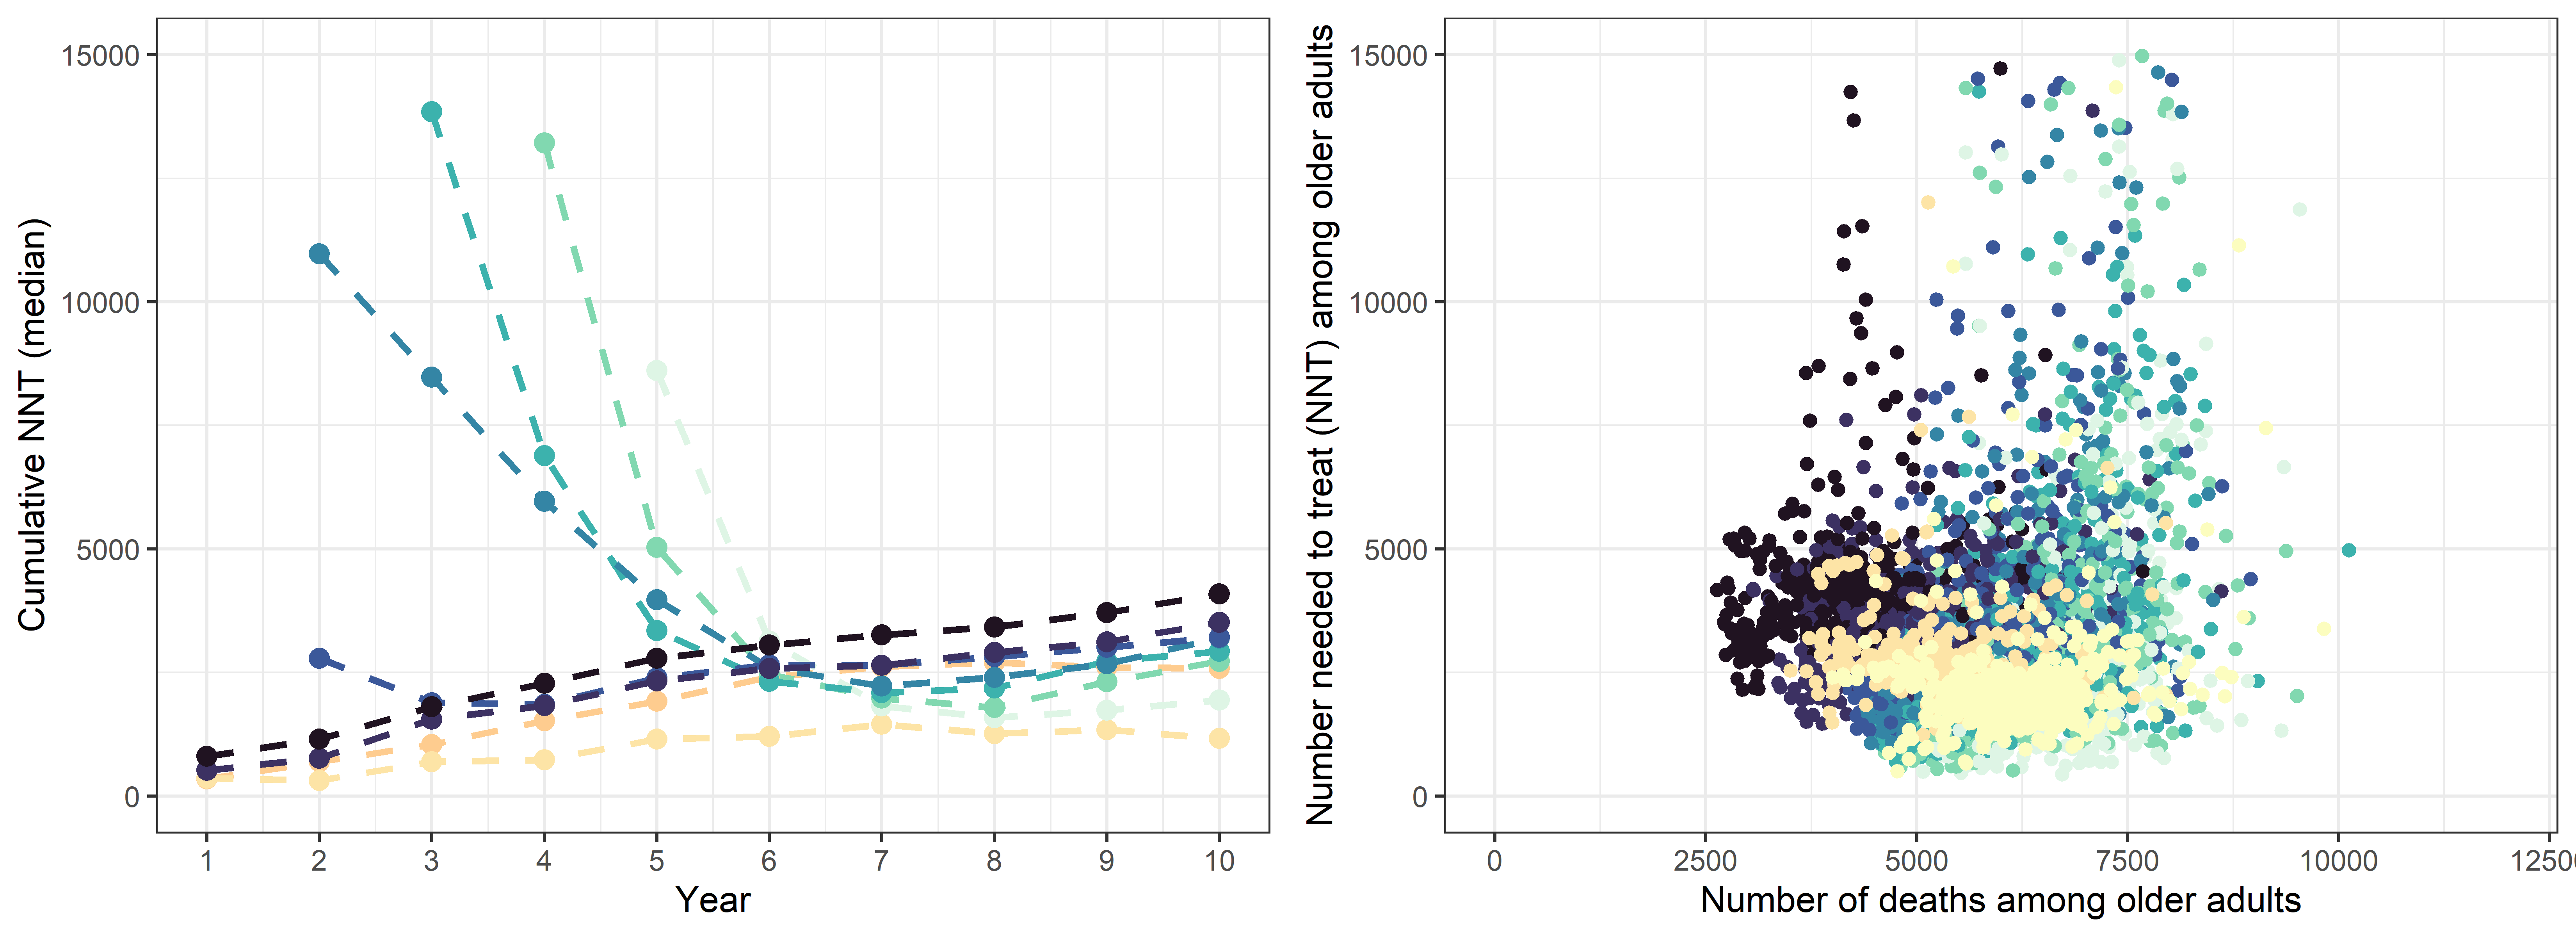 Cumulative NNT (median)
15000
10000
5000
0
1 2 3 4 5 6 7 8 9 10
Year
Number needed to treat (NNT) among older adults
15000
10000
5000
0
0 2500 5000 7500 10000 1250
Number of deaths among older adults